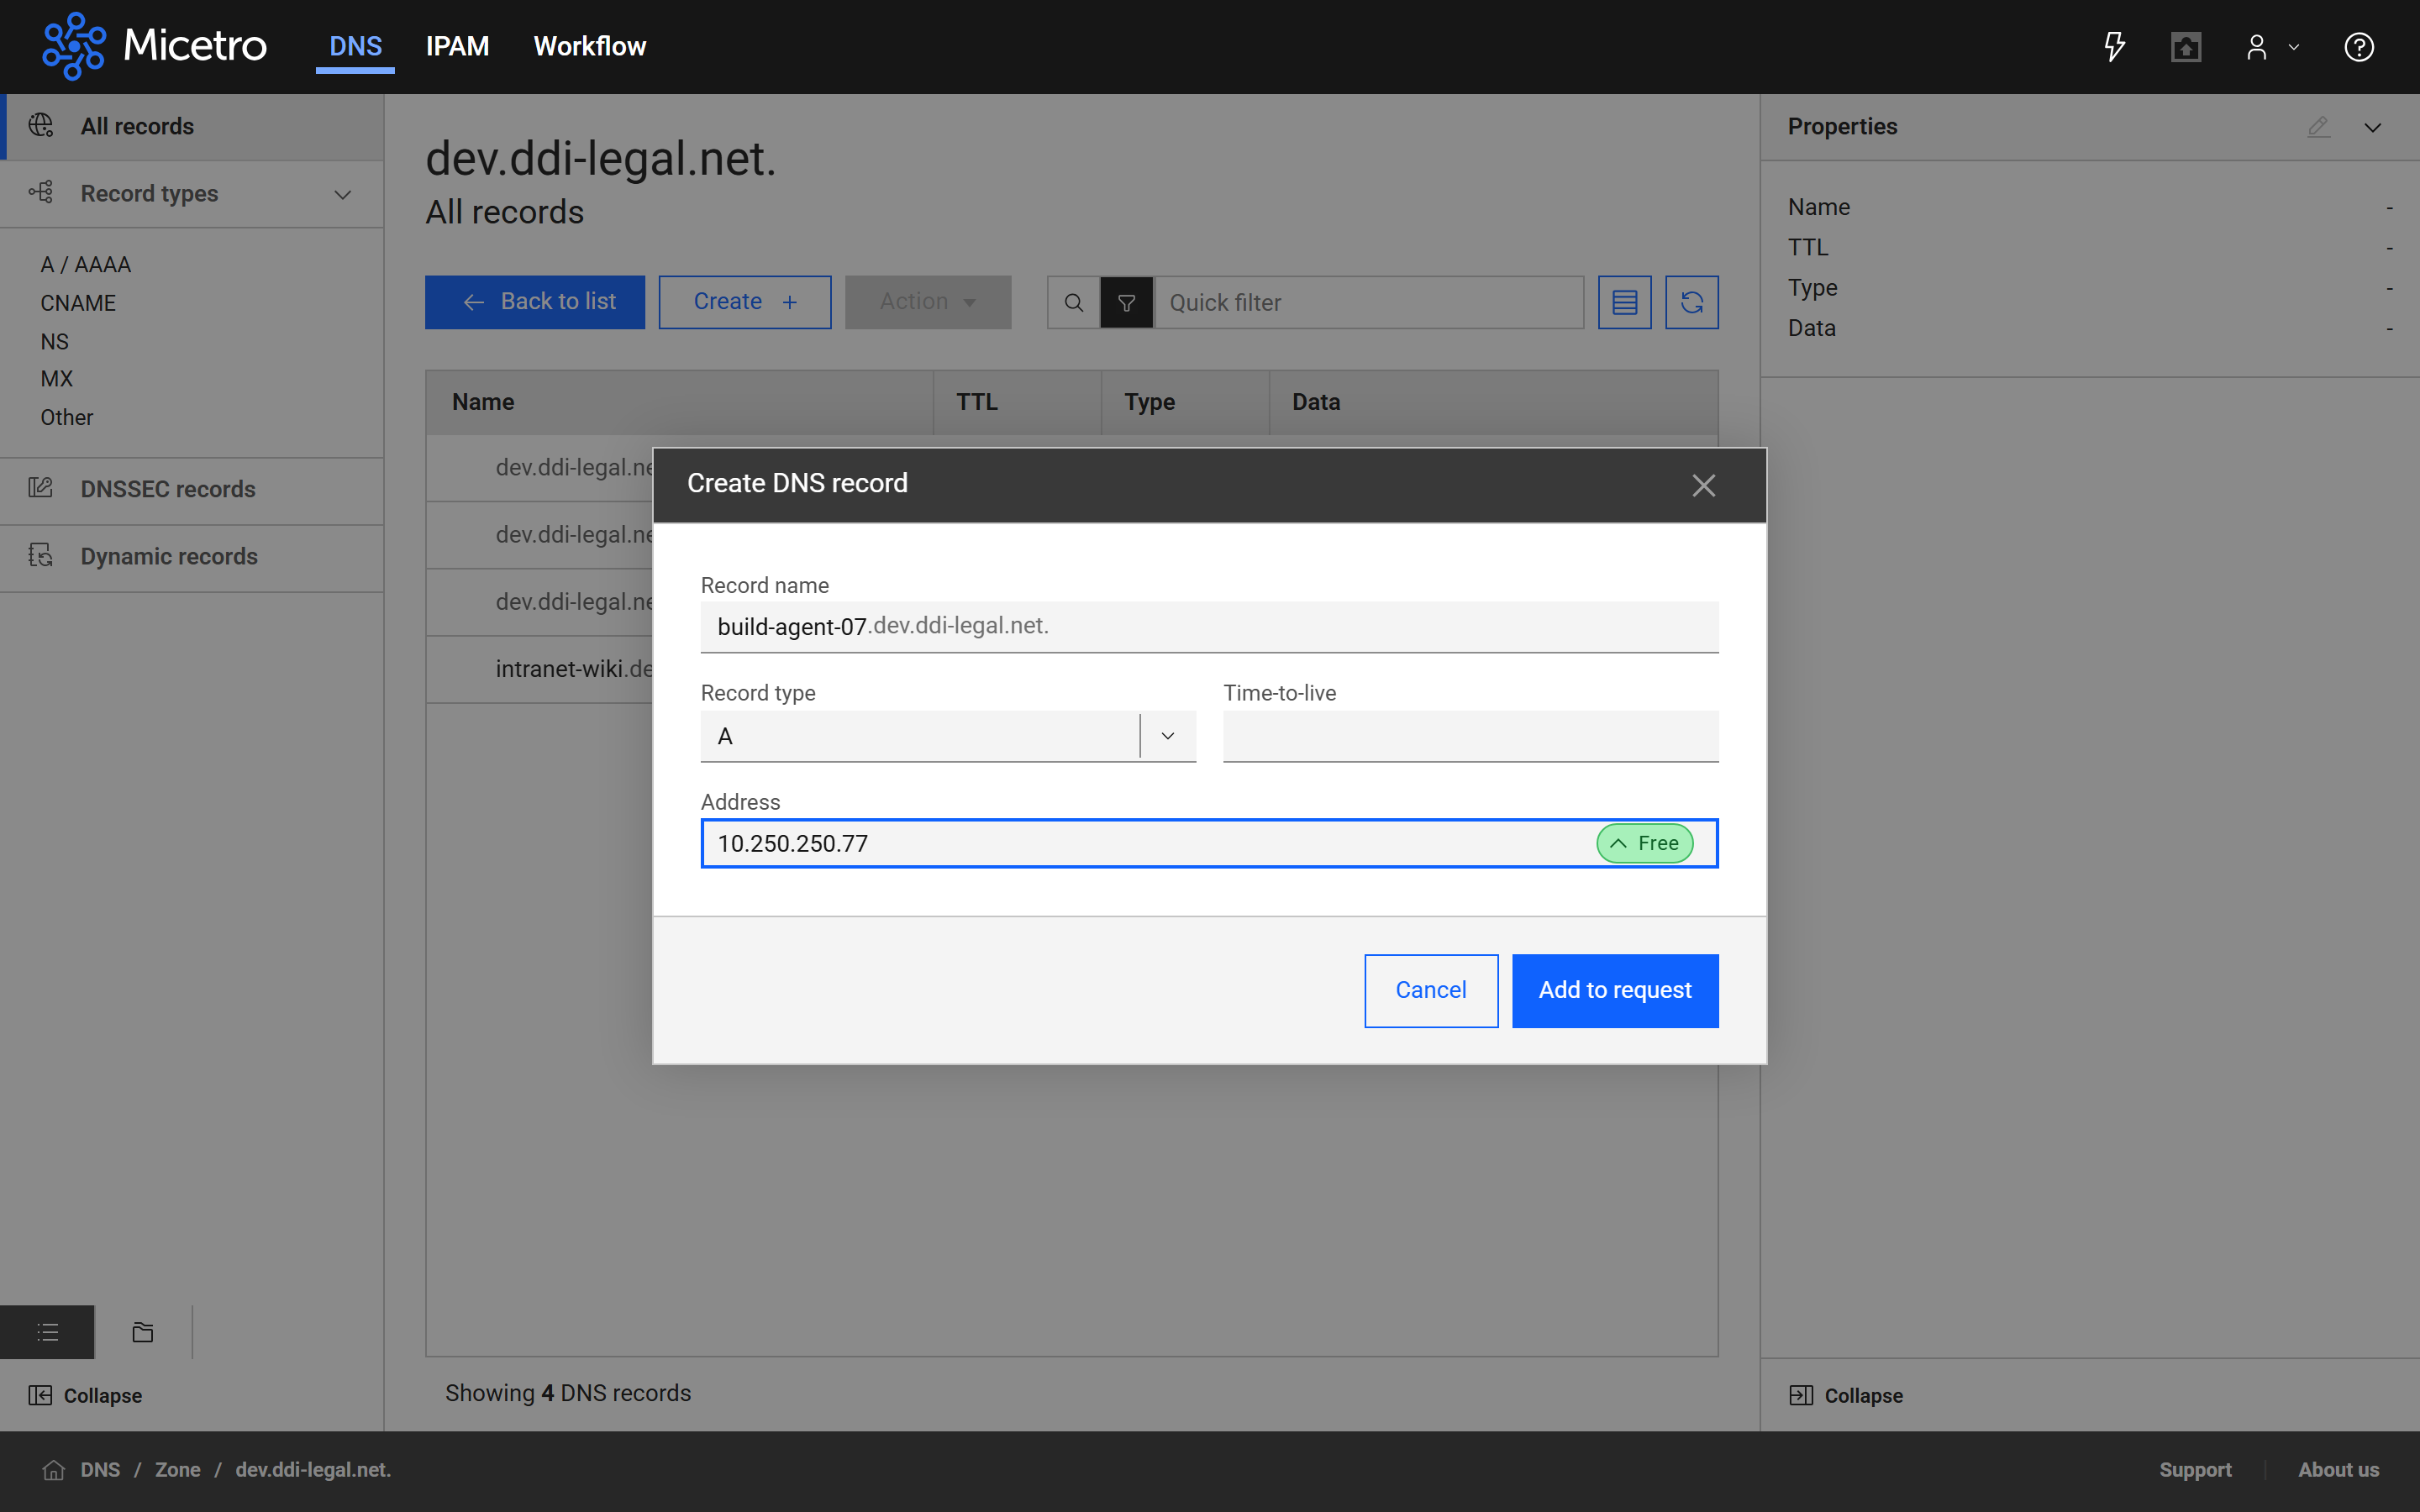 Micetro
DNS
IPAM
Workflow
All records
Record types
A / AAAA
CNAME
NS
MX
Other
DNSSEC records
Dynamic records
Collapse
dev.ddi-legal.net.
All records
Back to list
Create +
Action
Quick filter
Name TTL Type Data
dev.ddi-legal.ne
dev.ddi-legal.ne
dev.ddi-legal.ne
intranet-wiki.de
Create DNS record
Record name
build-agent-07.dev.ddi-legal.net.
Record type
A
Time-to-live
Address
10.250.250.77
Free
Cancel
Add to request
Showing 4 DNS records
Properties
Name -
TTL -
Type -
Data -
Collapse
DNS / Zone / dev.ddi-legal.net.
Support
About us